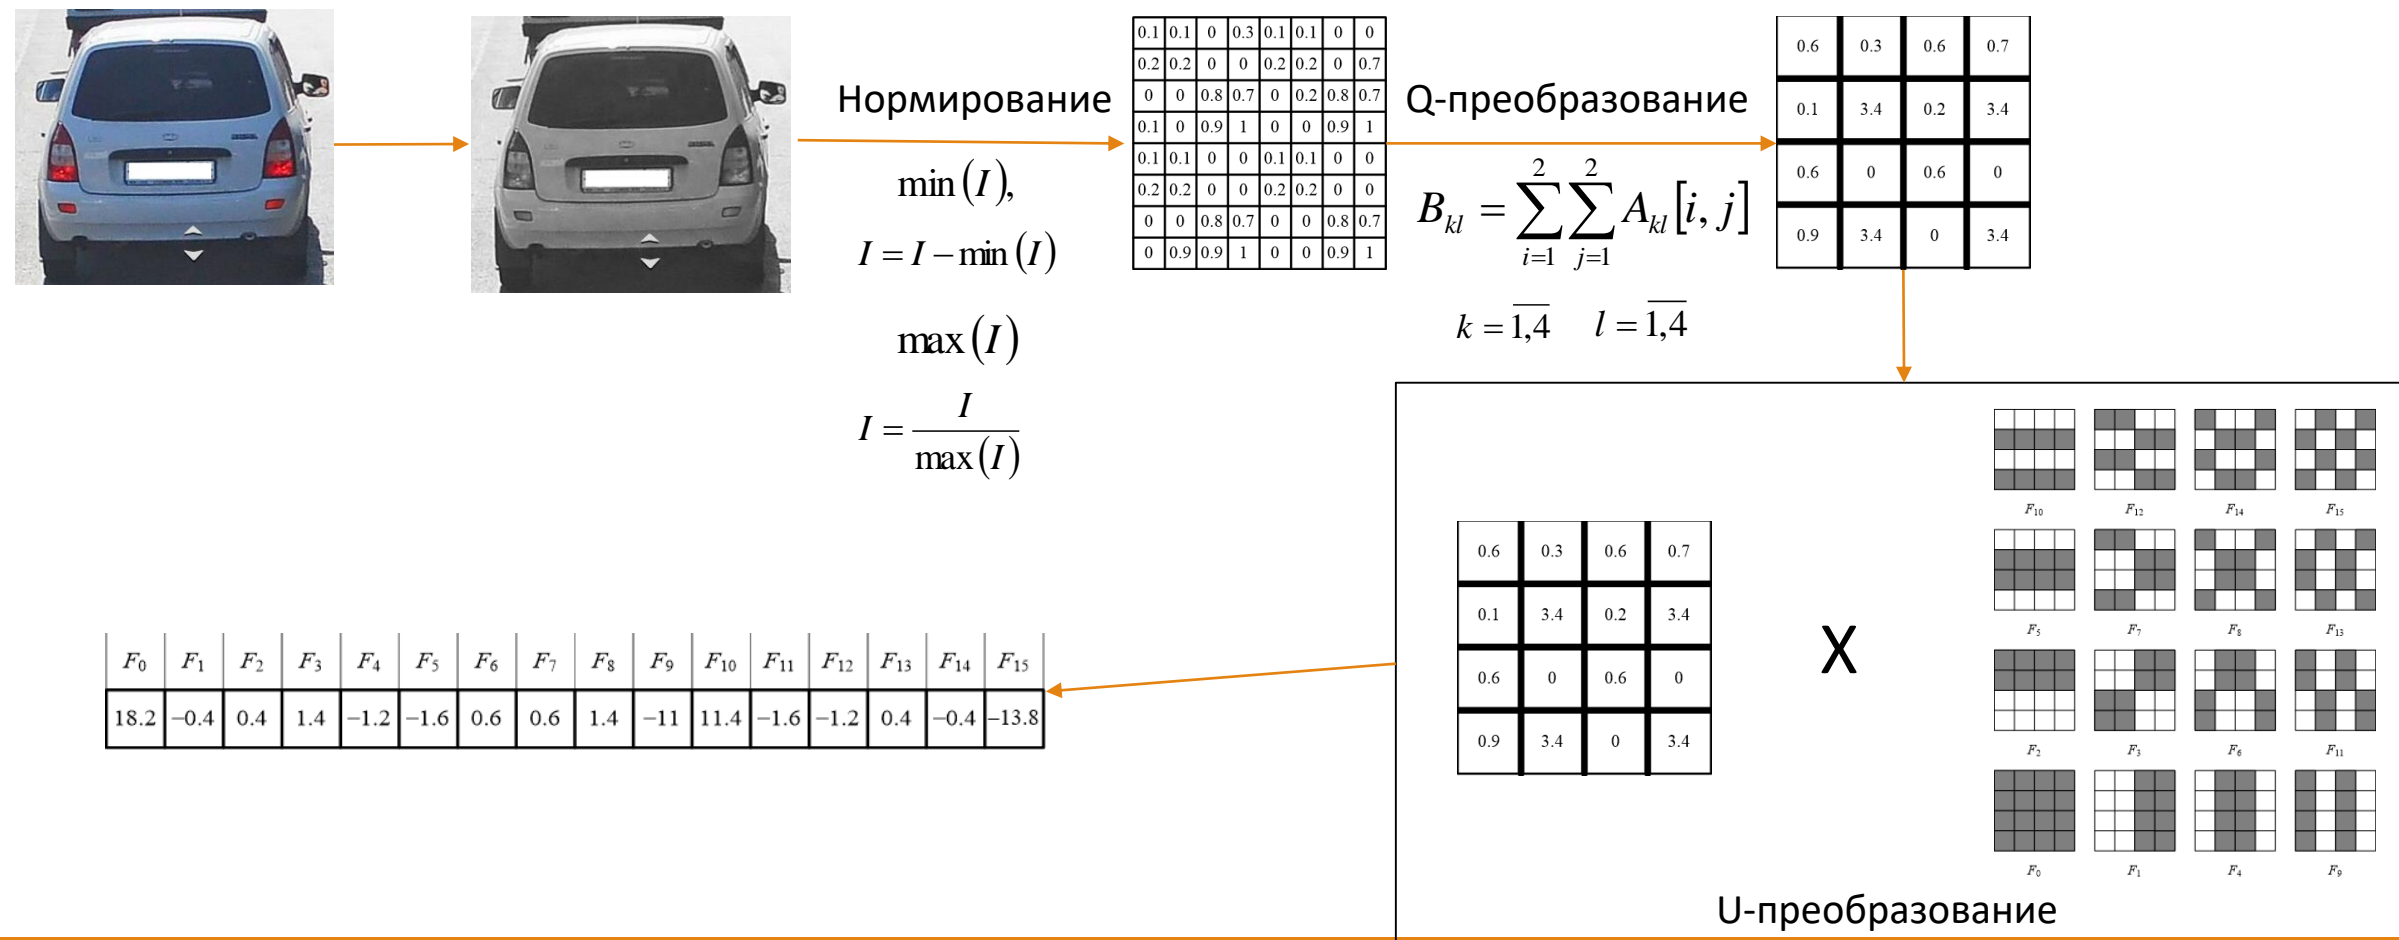 Нормирование
min(I),
I = I − min(I)
max(I)
I = I / max(I)
0.1 0.1 0 0.3 0.1 0.1 0 0
0.2 0.2 0 0 0.2 0.2 0 0.7
0 0 0.8 0.7 0 0.2 0.8 0.7
0.1 0 0.9 1 0 0 0.9 1
0.1 0.1 0 0 0.1 0.1 0 0
0.2 0.2 0 0 0.2 0.2 0 0
0 0 0.8 0.7 0 0 0.8 0.7
0 0.9 0.9 1 0 0 0.9 1
Q-преобразование
B_{kl} = \sum_{i=1}^{2} \sum_{j=1}^{2} A_{kl}[i, j]
k = \overline{1,4} l = \overline{1,4}
0.6 0.3 0.6 0.7
0.1 3.4 0.2 3.4
0.6 0 0.6 0
0.9 3.4 0 3.4
0.6 0.3 0.6 0.7
0.1 3.4 0.2 3.4
0.6 0 0.6 0
0.9 3.4 0 3.4
X
F₁₀ F₁₂ F₁₄ F₁₅
F₅ F₇ F₈ F₁₃
F₂ F₃ F₆ F₁₁
F₀ F₁ F₄ F₉
U-преобразование
F₀ F₁ F₂ F₃ F₄ F₅ F₆ F₇ F₈ F₉ F₁₀ F₁₁ F₁₂ F₁₃ F₁₄ F₁₅
18.2 −0.4 0.4 1.4 −1.2 −1.6 0.6 0.6 1.4 −11 11.4 −1.6 −1.2 0.4 −0.4 −13.8